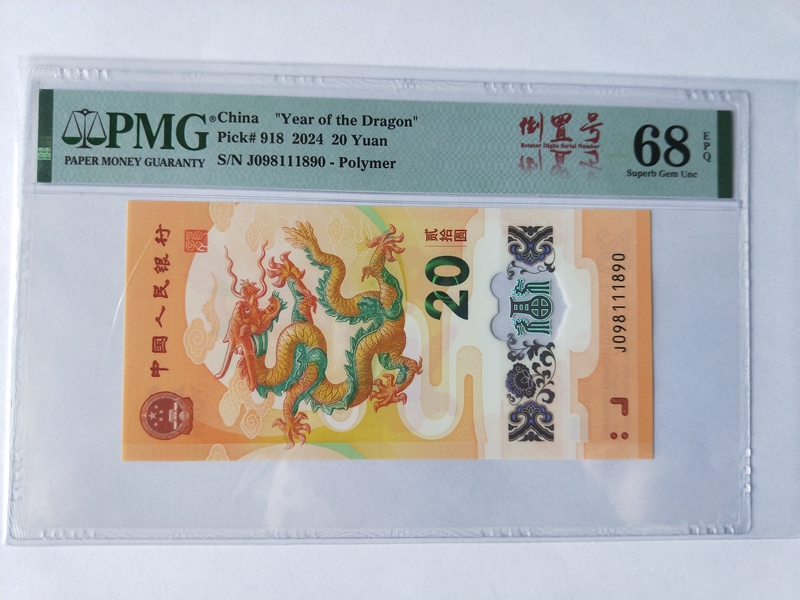 PMG®
PAPER MONEY GUARANTY
China "Year of the Dragon"
Pick# 918 2024 20 Yuan
S/N J098111890 - Polymer
倒置号
Rotator Digits Serial Number
68
EPQ
Superb Gem Unc
中国人民银行
贰拾圆
20
J098111890